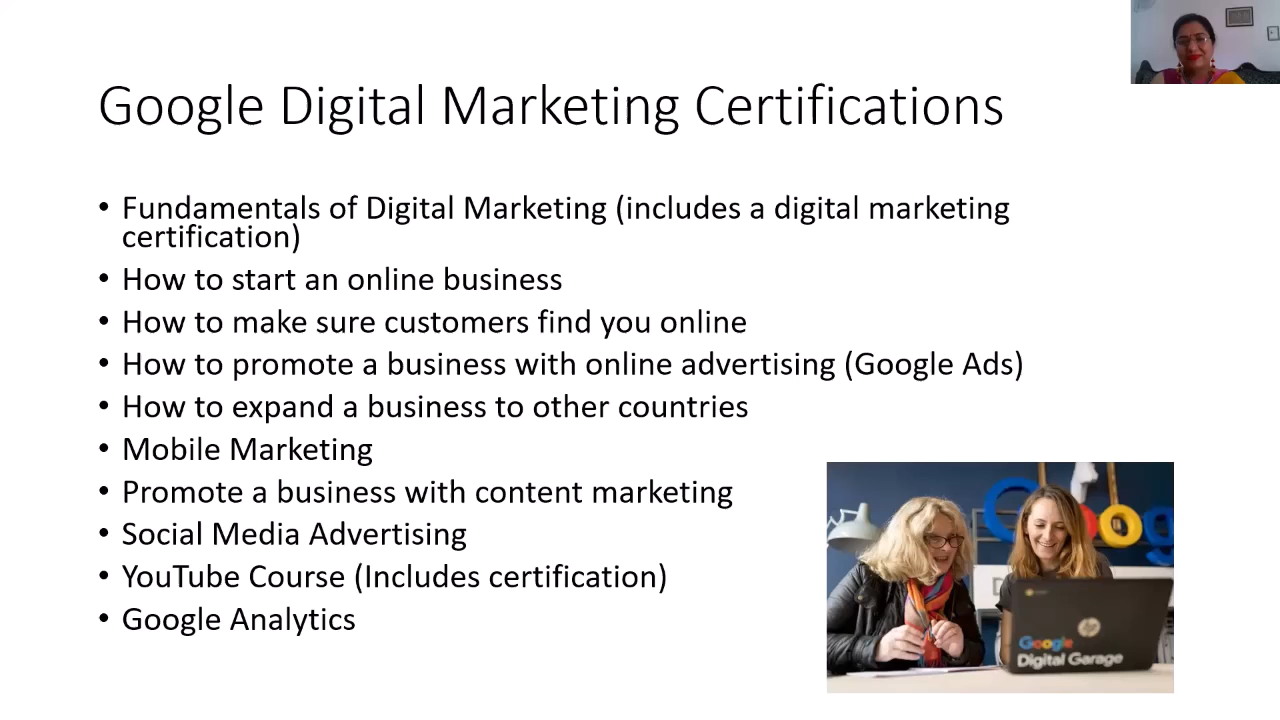 Google Digital Marketing Certifications
• Fundamentals of Digital Marketing (includes a digital marketing
certification)
• How to start an online business
• How to make sure customers find you online
• How to promote a business with online advertising (Google Ads)
• How to expand a business to other countries
• Mobile Marketing
• Promote a business with content marketing
• Social Media Advertising
• YouTube Course (Includes certification)
• Google Analytics
hp
Google
Digital Garage